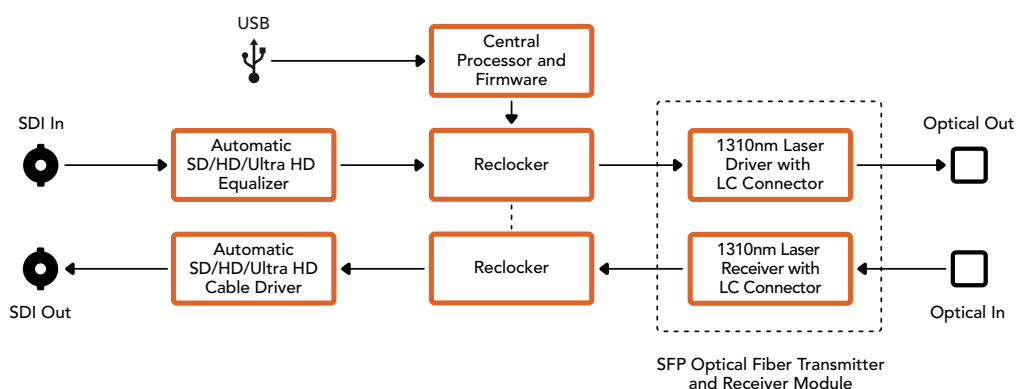 USB
Central
Processor and
Firmware
SDI In
Automatic
SD/HD/Ultra HD
Equalizer
Reclocker
1310nm Laser
Driver with
LC Connector
Optical Out
SDI Out
Automatic
SD/HD/Ultra HD
Cable Driver
Reclocker
1310nm Laser
Receiver with
LC Connector
Optical In
SFP Optical Fiber Transmitter
and Receiver Module